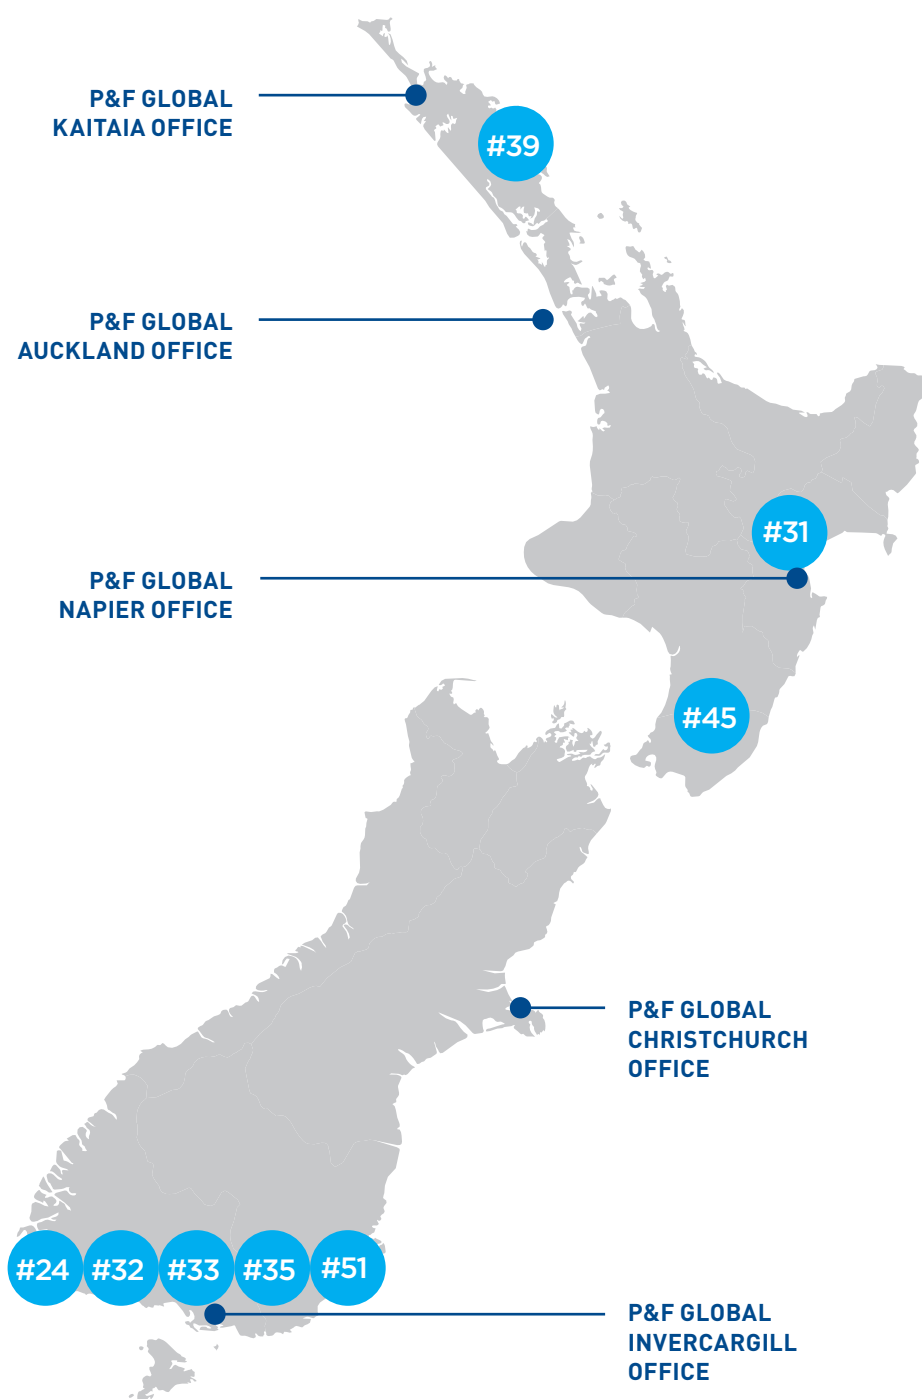 P&F GLOBAL
KAITAIA OFFICE
#39
P&F GLOBAL
AUCKLAND OFFICE
#31
P&F GLOBAL
NAPIER OFFICE
#45
P&F GLOBAL
CHRISTCHURCH
OFFICE
#24 #32 #33 #35 #51
P&F GLOBAL
INVERCARGILL
OFFICE